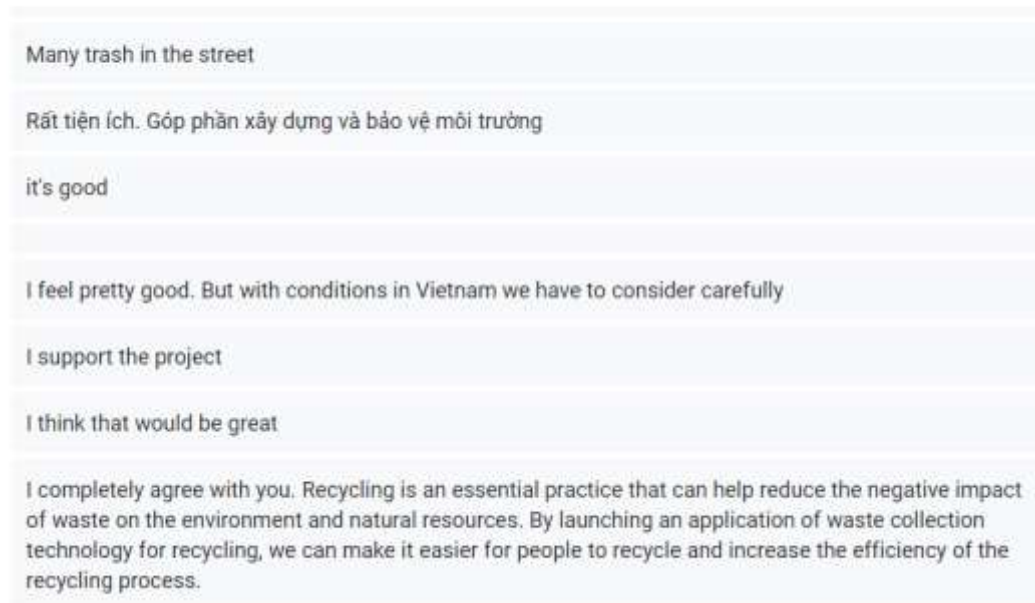 Many trash in the street
Rất tiện ích. Góp phần xây dựng và bảo vệ môi trường
it's good
I feel pretty good. But with conditions in Vietnam we have to consider carefully
I support the project
I think that would be great
I completely agree with you. Recycling is an essential practice that can help reduce the negative impact
of waste on the environment and natural resources. By launching an application of waste collection
technology for recycling, we can make it easier for people to recycle and increase the efficiency of the
recycling process.